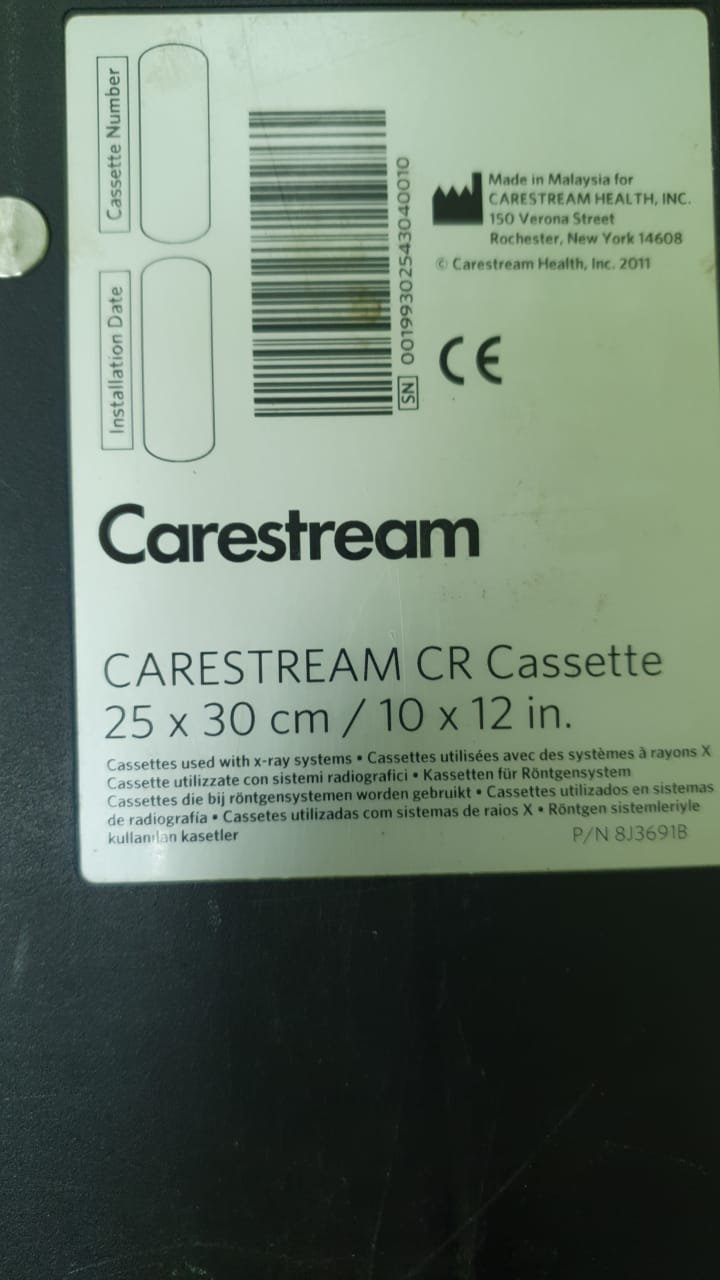 Cassette Number
Installation Date
SN 0019930254304​0010
Made in Malaysia for
CARESTREAM HEALTH, INC.
150 Verona Street
Rochester, New York 14608
© Carestream Health, Inc. 2011
CE
Carestream
CARESTREAM CR Cassette
25 x 30 cm / 10 x 12 in.
Cassettes used with x-ray systems • Cassettes utilisées avec des systèmes à rayons X
Cassette utilizzate con sistemi radiografici • Kassetten für Röntgensystem
Cassettes die bij röntgensystemen worden gebruikt • Cassettes utilizados en sistemas
de radiografía • Cassetes utilizadas com sistemas de raios X • Röntgen sistemleriyle
kullanılan kasetler
P/N 8J3691B